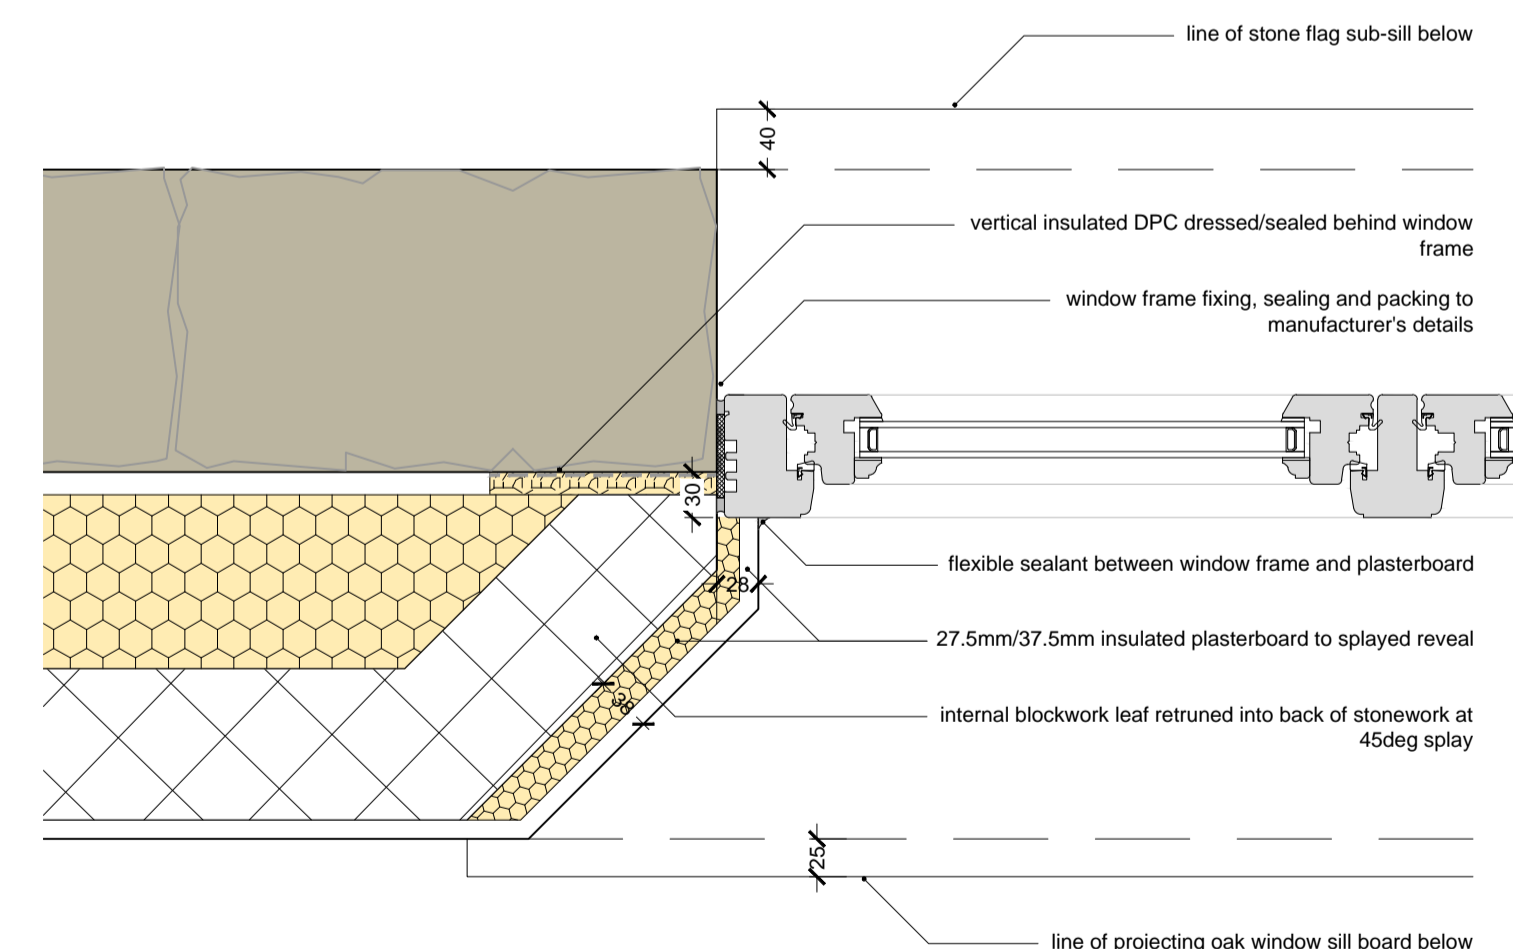 line of stone flag sub-sill below
40
vertical insulated DPC dressed/sealed behind window
frame
window frame fixing, sealing and packing to
manufacturer's details
30
flexible sealant between window frame and plasterboard
28
27.5mm/37.5mm insulated plasterboard to splayed reveal
38
internal blockwork leaf retruned into back of stonework at
45deg splay
25
line of projecting oak window sill board below